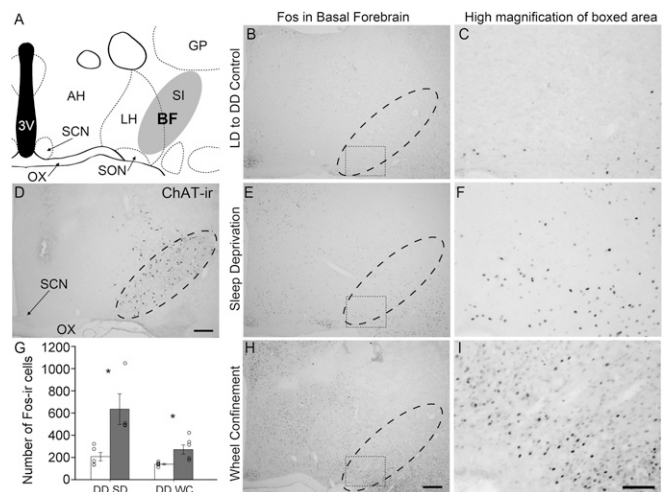 A
GP
SI
AH
BF
LH
3V
SCN
SON
OX
Fos in Basal Forebrain
High magnification of boxed area
LD to DD Control
B
C
D
ChAT-ir
SCN
OX
Sleep Deprivation
E
F
G
Number of Fos-ir cells
1200
1000
800
600
400
200
0
*
*
DD SD
DD WC
Wheel Confinement
H
I